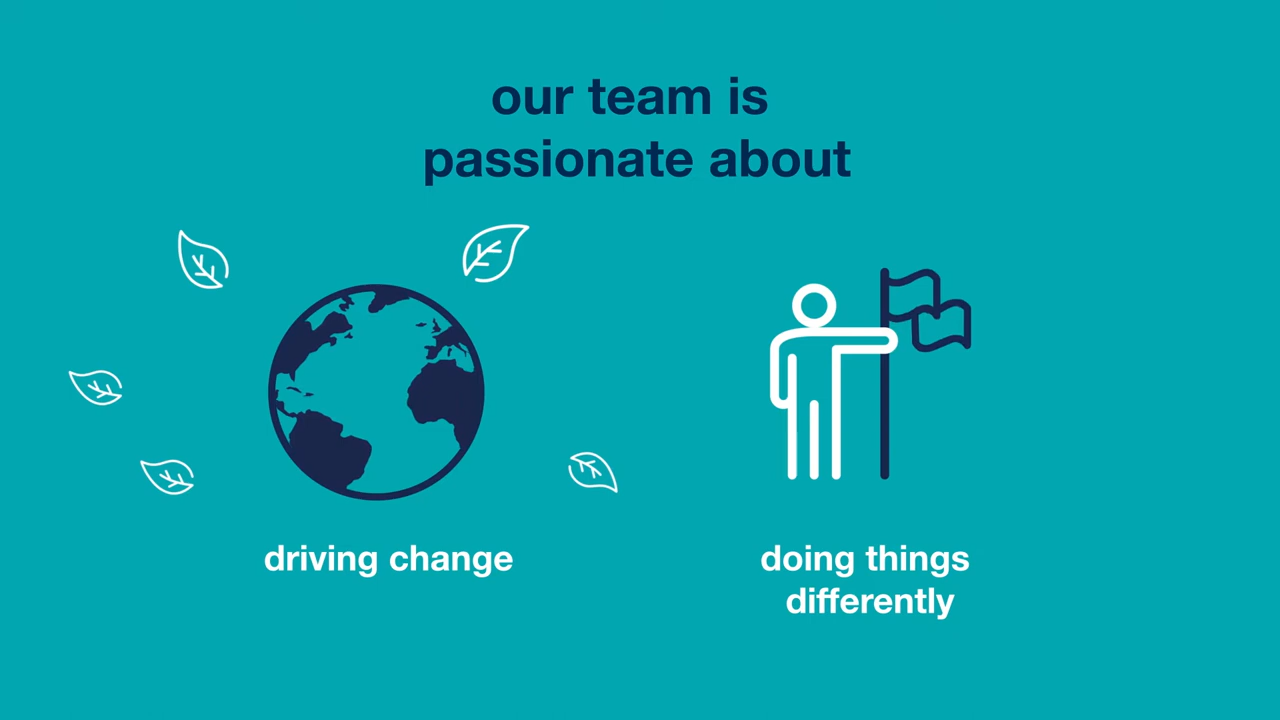 our team is
passionate about
driving change
doing things
differently